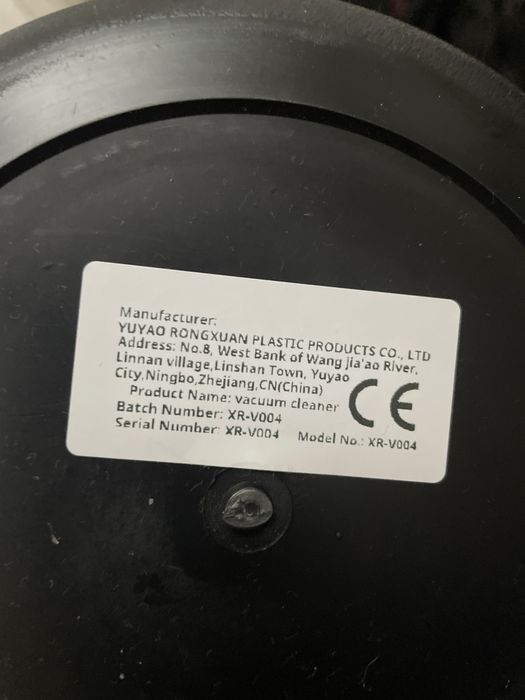 Manufacturer:
YUYAO RONGXUAN PLASTIC PRODUCTS CO., LTD
Address: No.8, West Bank of Wang jia'ao River,
Linnan village,Linshan Town, Yuyao
City,Ningbo,Zhejiang,CN(China)
Product Name: vacuum cleaner
Batch Number: XR-V004
Serial Number: XR-V004 Model No.: XR-V004
CE